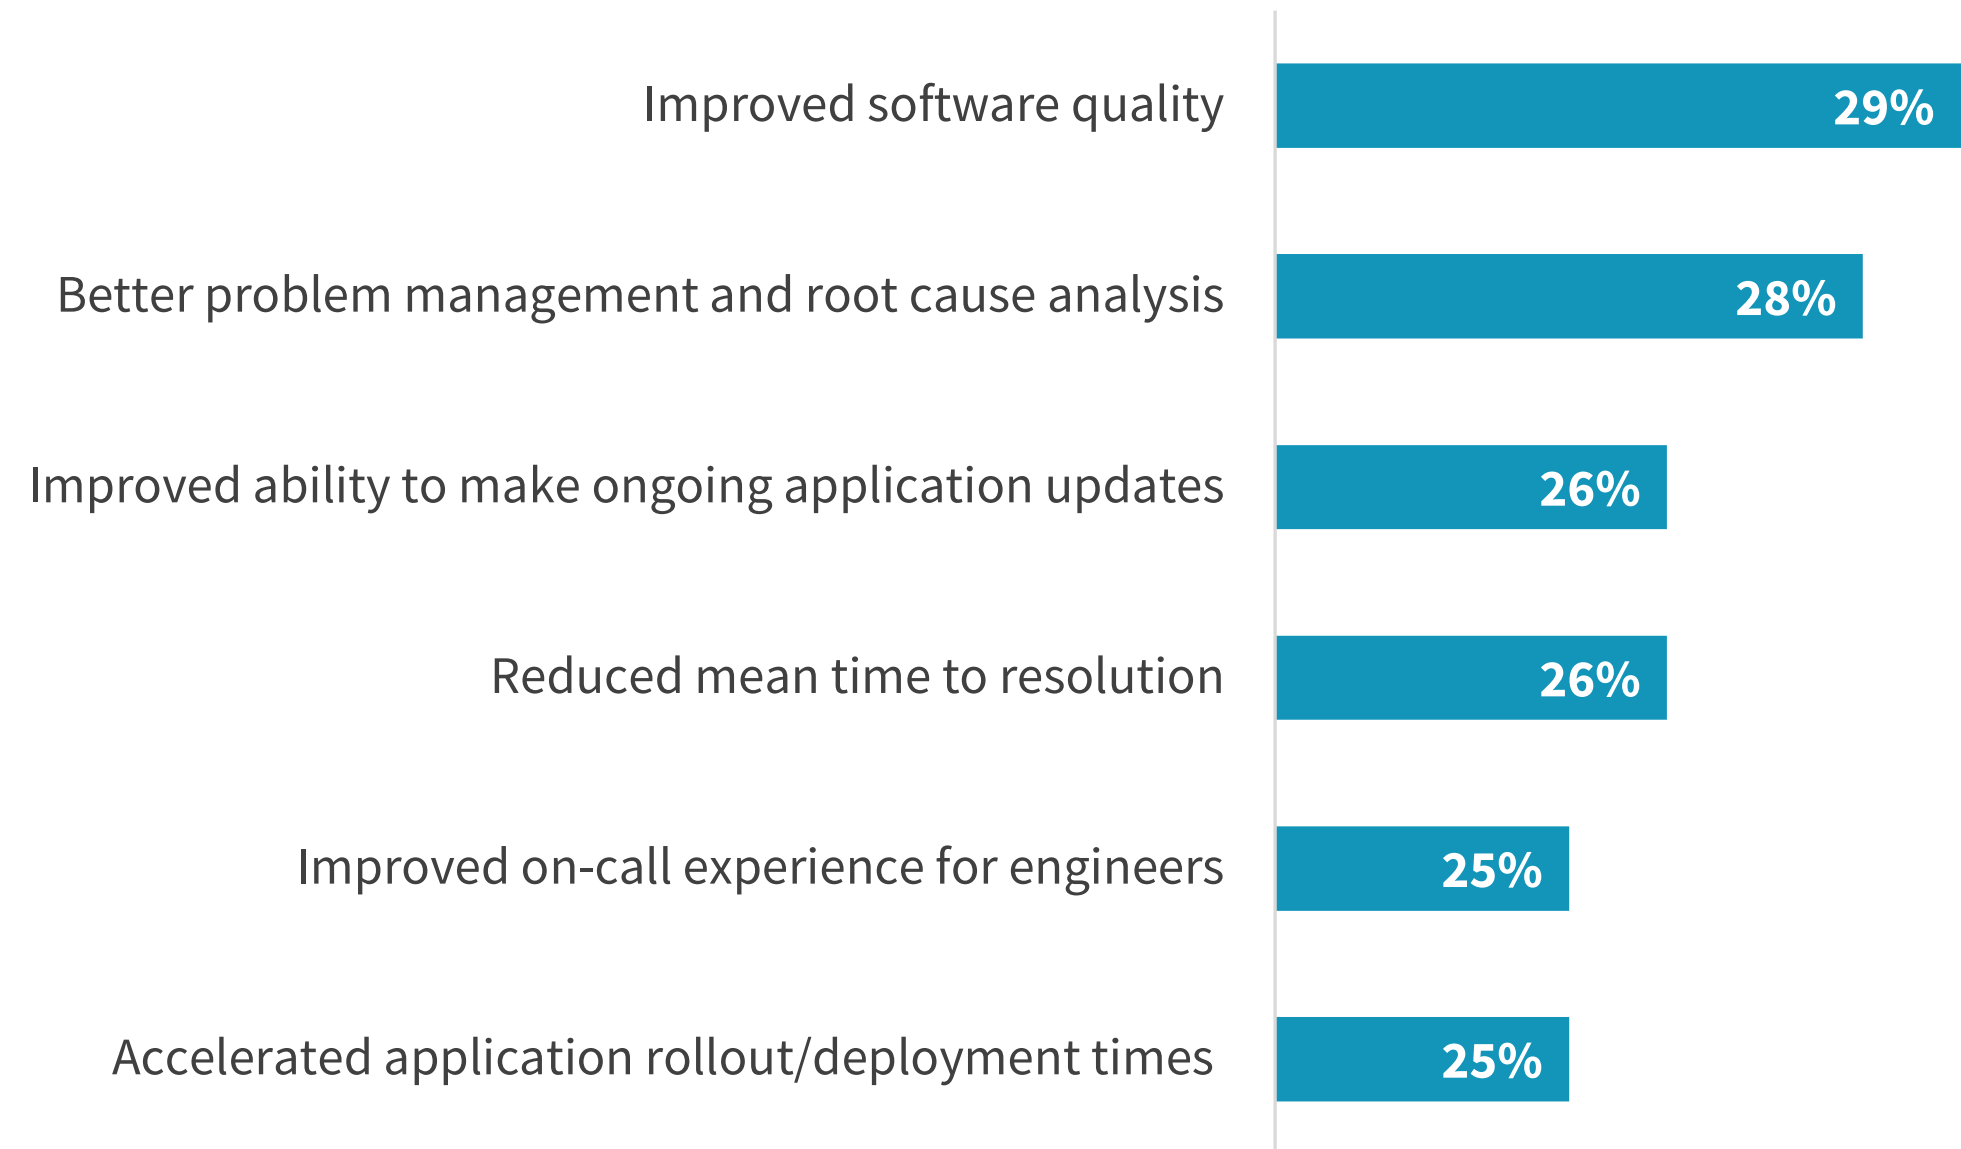 Improved software quality 29%
Better problem management and root cause analysis 28%
Improved ability to make ongoing application updates 26%
Reduced mean time to resolution 26%
Improved on-call experience for engineers 25%
Accelerated application rollout/deployment times 25%